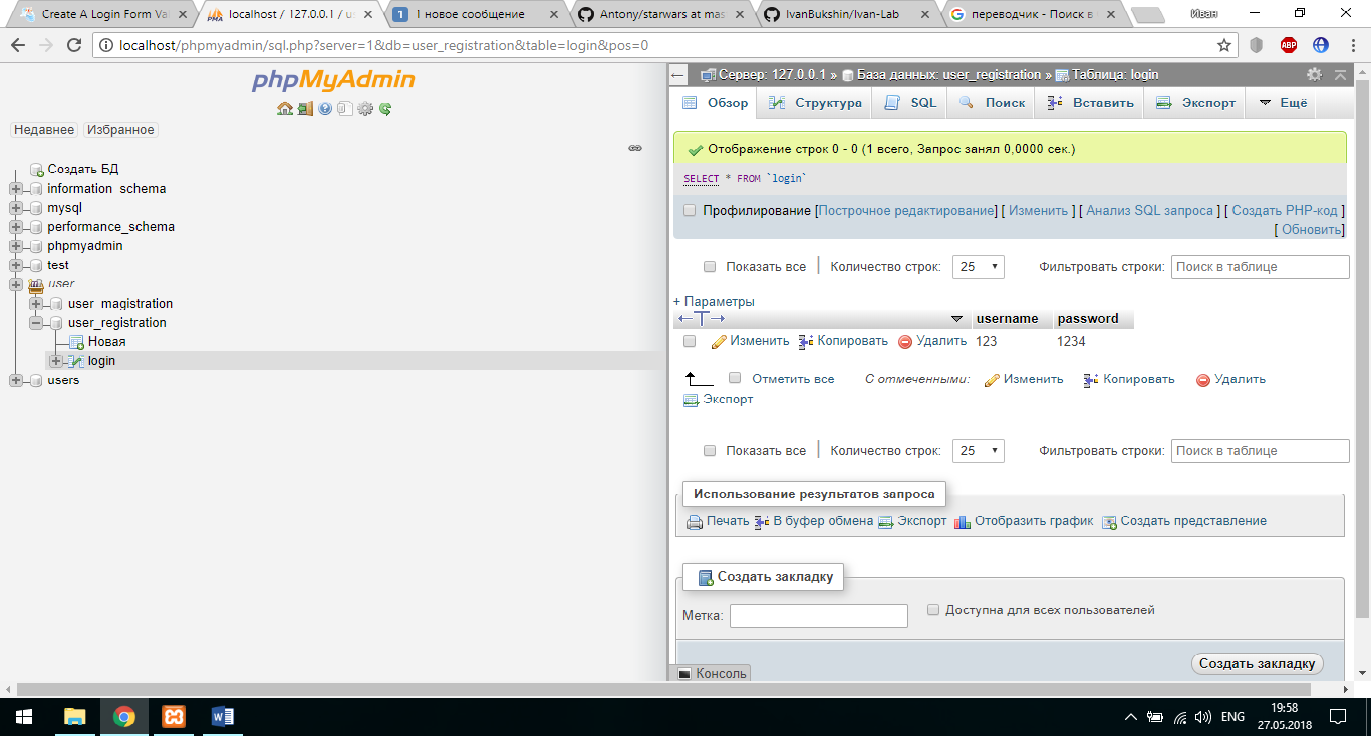 Create A Login Form Val
localhost / 127.0.0.1 / us
1 новое сообщение
Antony/starwars at mas
IvanBukshin/Ivan-Lab
переводчик - Поиск в
Иван
localhost/phpmyadmin/sql.php?server=1&db=user_registration&table=login&pos=0
ABP
phpMyAdmin
Недавнее Избранное
Создать БД
information_schema
mysql
performance_schema
phpmyadmin
test
user
user_magistration
user_registration
Новая
login
users
Сервер: 127.0.0.1 » База данных: user_registration » Таблица: login
Обзор Структура SQL Поиск Вставить Экспорт Ещё
Отображение строк 0 - 0 (1 всего, Запрос занял 0,0000 сек.)
SELECT * FROM `login`
Профилирование [Построчное редактирование] [ Изменить ] [ Анализ SQL запроса ] [ Создать PHP-код ]
[ Обновить]
Показать все Количество строк: 25 Фильтровать строки: Поиск в таблице
+ Параметры
←T→ username password
Изменить Копировать Удалить 123 1234
Отметить все С отмеченными: Изменить Копировать Удалить
Экспорт
Показать все Количество строк: 25 Фильтровать строки: Поиск в таблице
Использование результатов запроса
Печать В буфер обмена Экспорт Отобразить график Создать представление
Создать закладку
Метка: Доступна для всех пользователей
Создать закладку
Консоль
ENG
19:58
27.05.2018